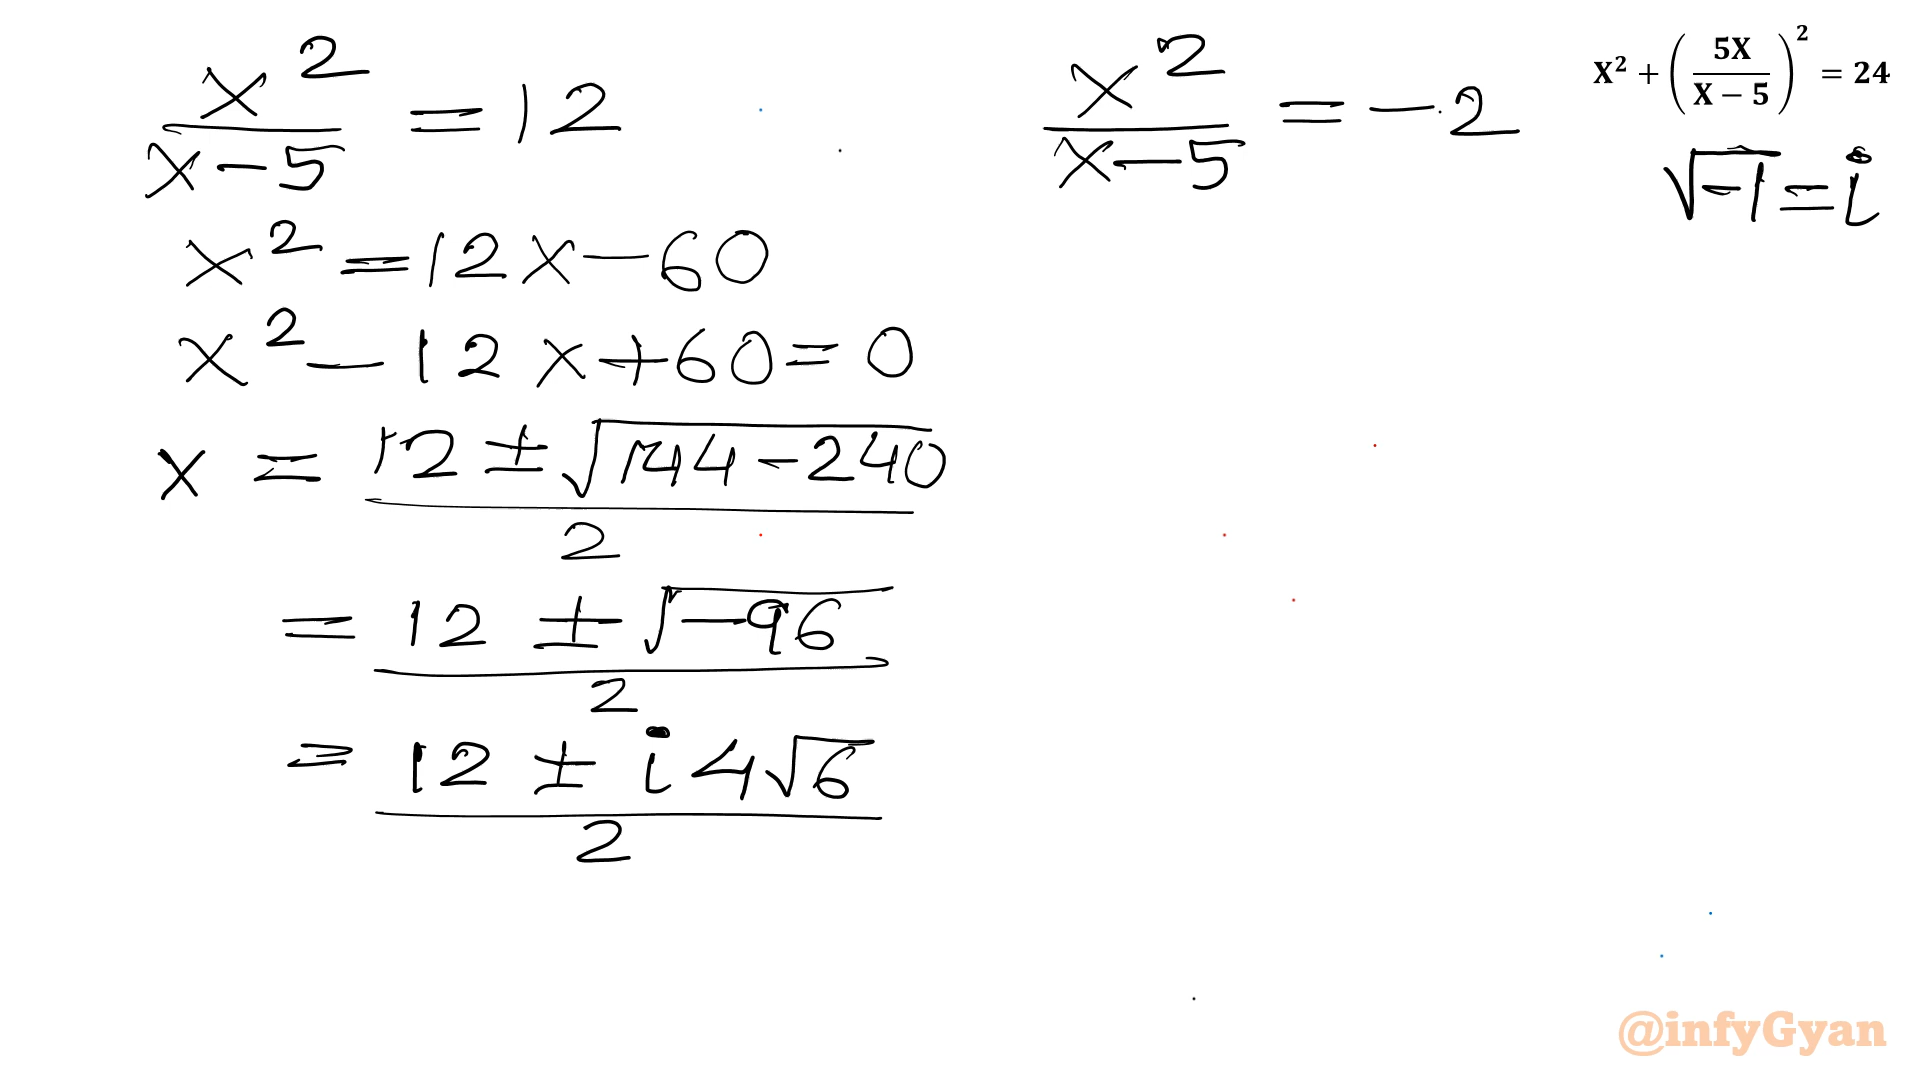 x²/(x-5) = 12
x² = 12x - 60
x² - 12x + 60 = 0
x = (12 ± √(144 - 240))/2
= (12 ± √(-96))/2
= (12 ± i4√6)/2
x²/(x-5) = -2
X² + (5X/(X - 5))² = 24
√-1 = i
@infyGyan